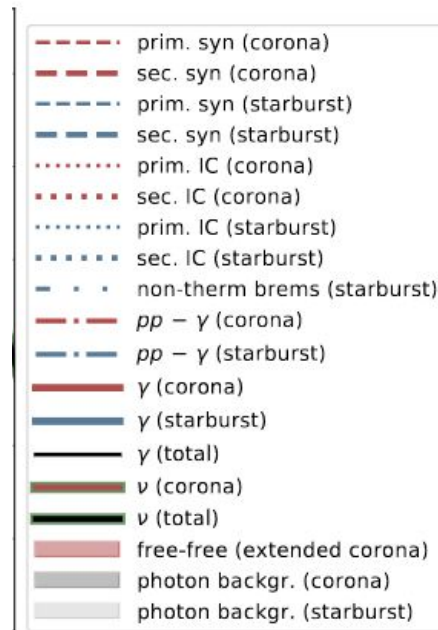 prim. syn (corona)
sec. syn (corona)
prim. syn (starburst)
sec. syn (starburst)
prim. IC (corona)
sec. IC (corona)
prim. IC (starburst)
sec. IC (starburst)
non-therm brems (starburst)
pp − γ (corona)
pp − γ (starburst)
γ (corona)
γ (starburst)
γ (total)
ν (corona)
ν (total)
free-free (extended corona)
photon backgr. (corona)
photon backgr. (starburst)